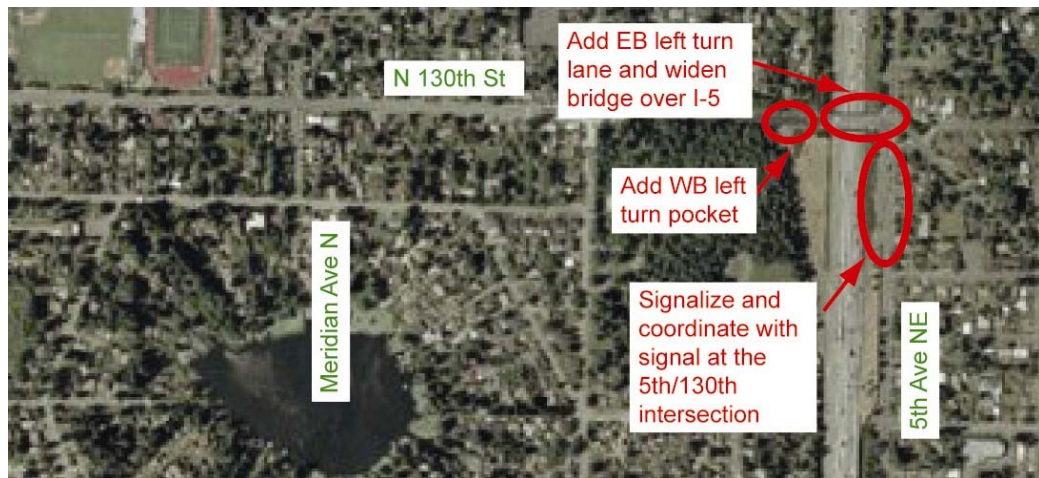 N 130th St
Add EB left turn
lane and widen
bridge over I-5
Add WB left
turn pocket
Signalize and
coordinate with
signal at the
5th/130th
intersection
Meridian Ave N
5th Ave NE